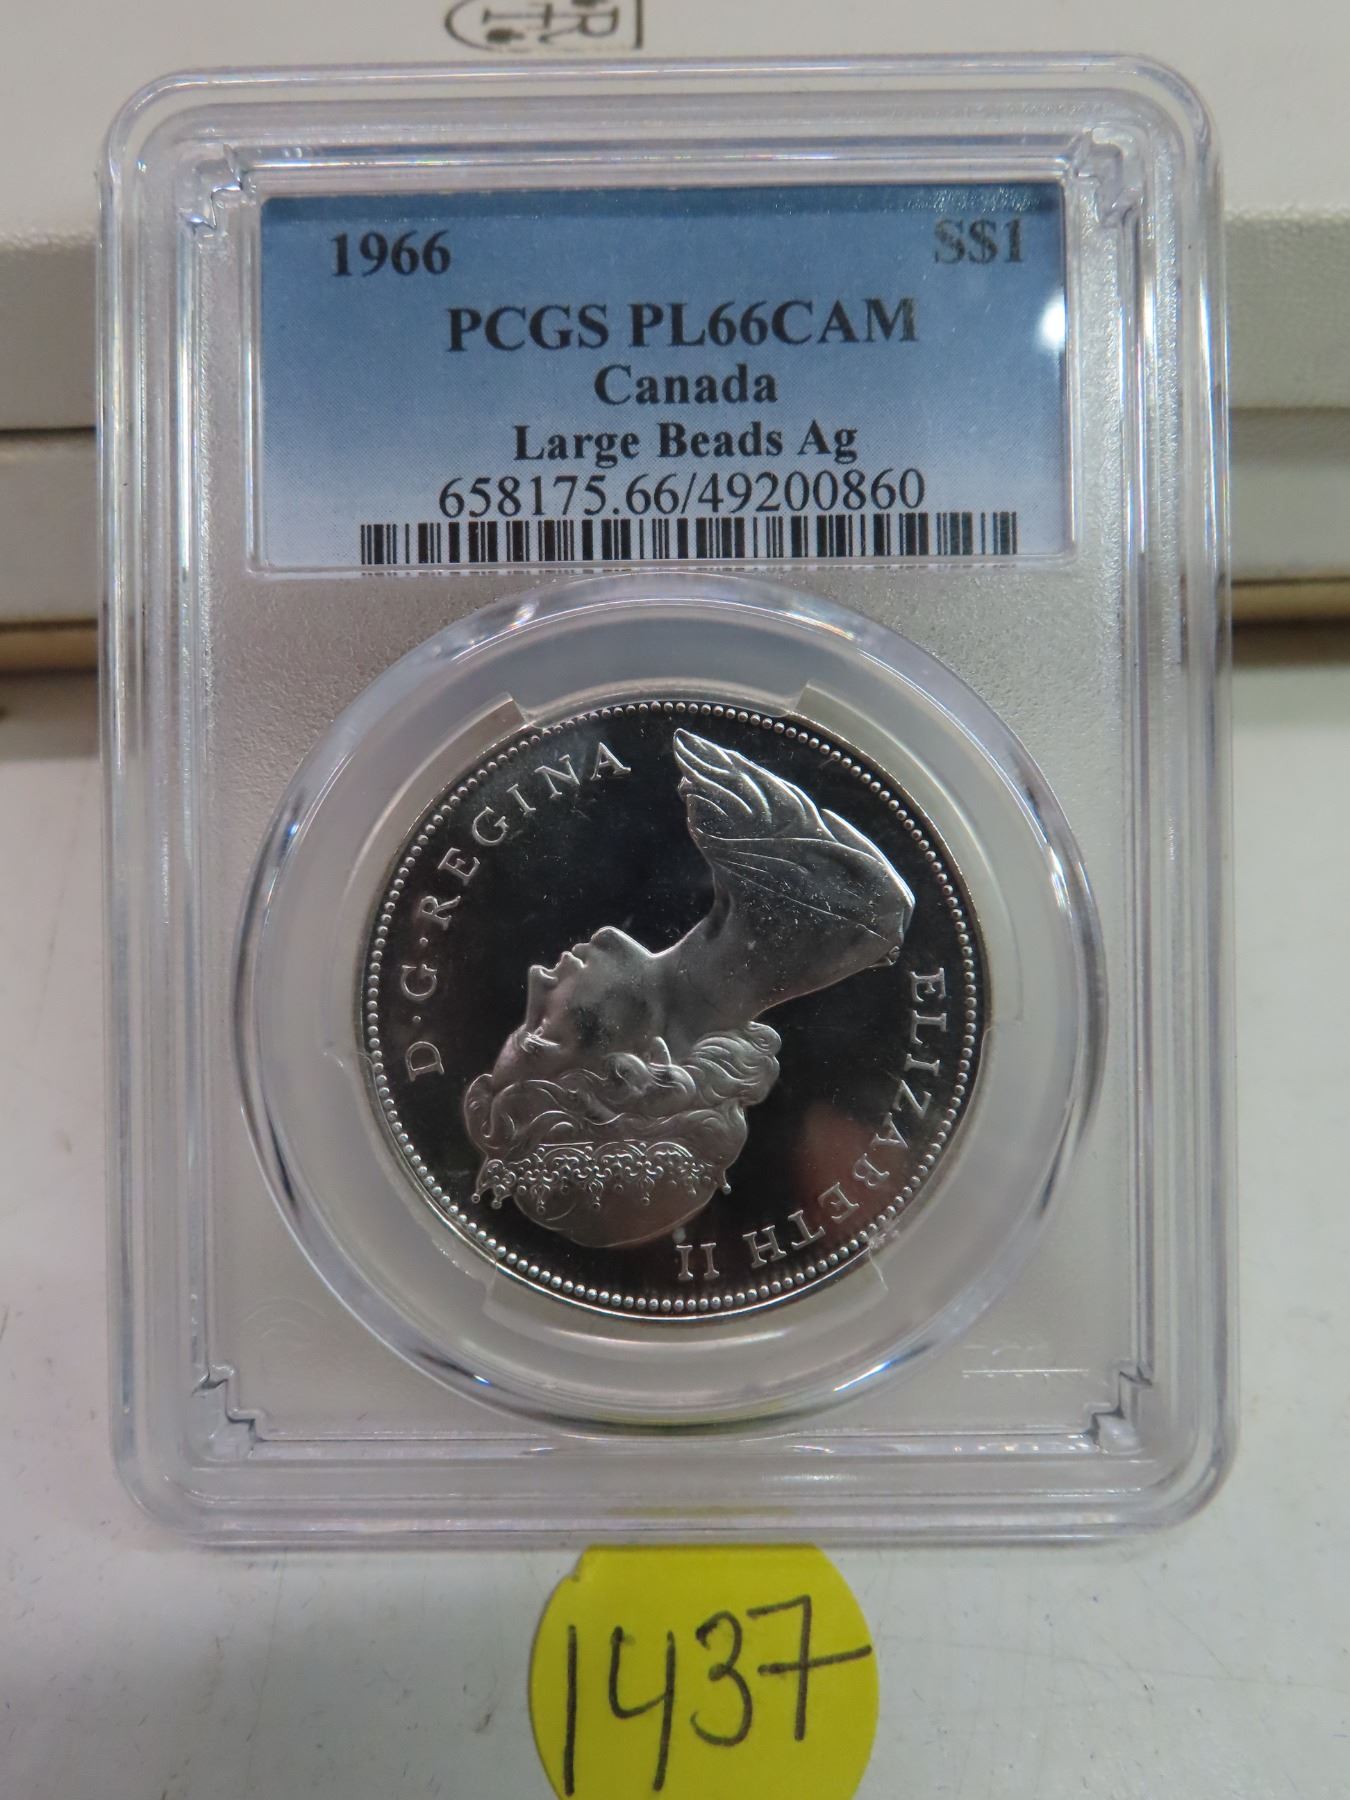 1966 S$1
PCGS PL66CAM
Canada
Large Beads Ag
658175.66/49200860
ELIZABETH II D·G·REGINA
1437